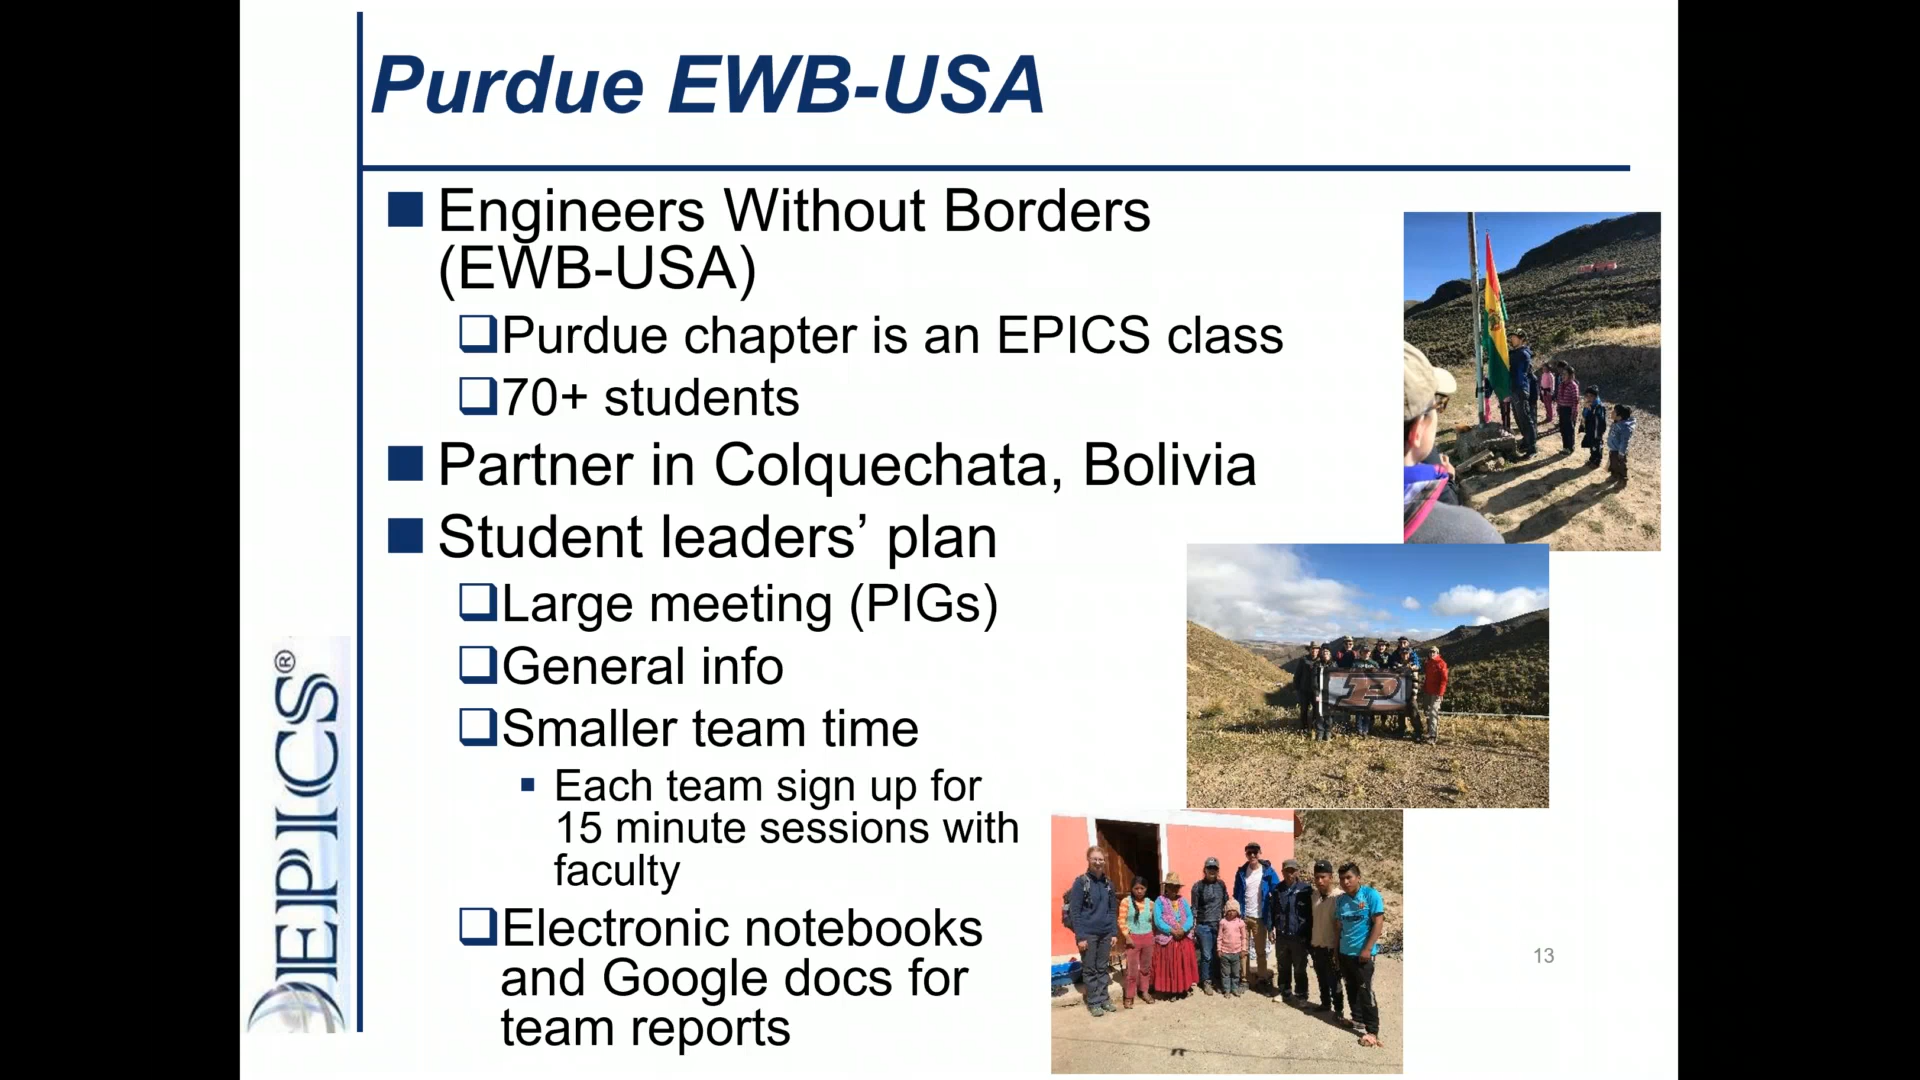 Purdue EWB-USA
Engineers Without Borders
(EWB-USA)
Purdue chapter is an EPICS class
70+ students
Partner in Colquechata, Bolivia
Student leaders’ plan
Large meeting (PIGs)
General info
Smaller team time
Each team sign up for
15 minute sessions with
faculty
Electronic notebooks
and Google docs for
team reports
EPICS®
P
13